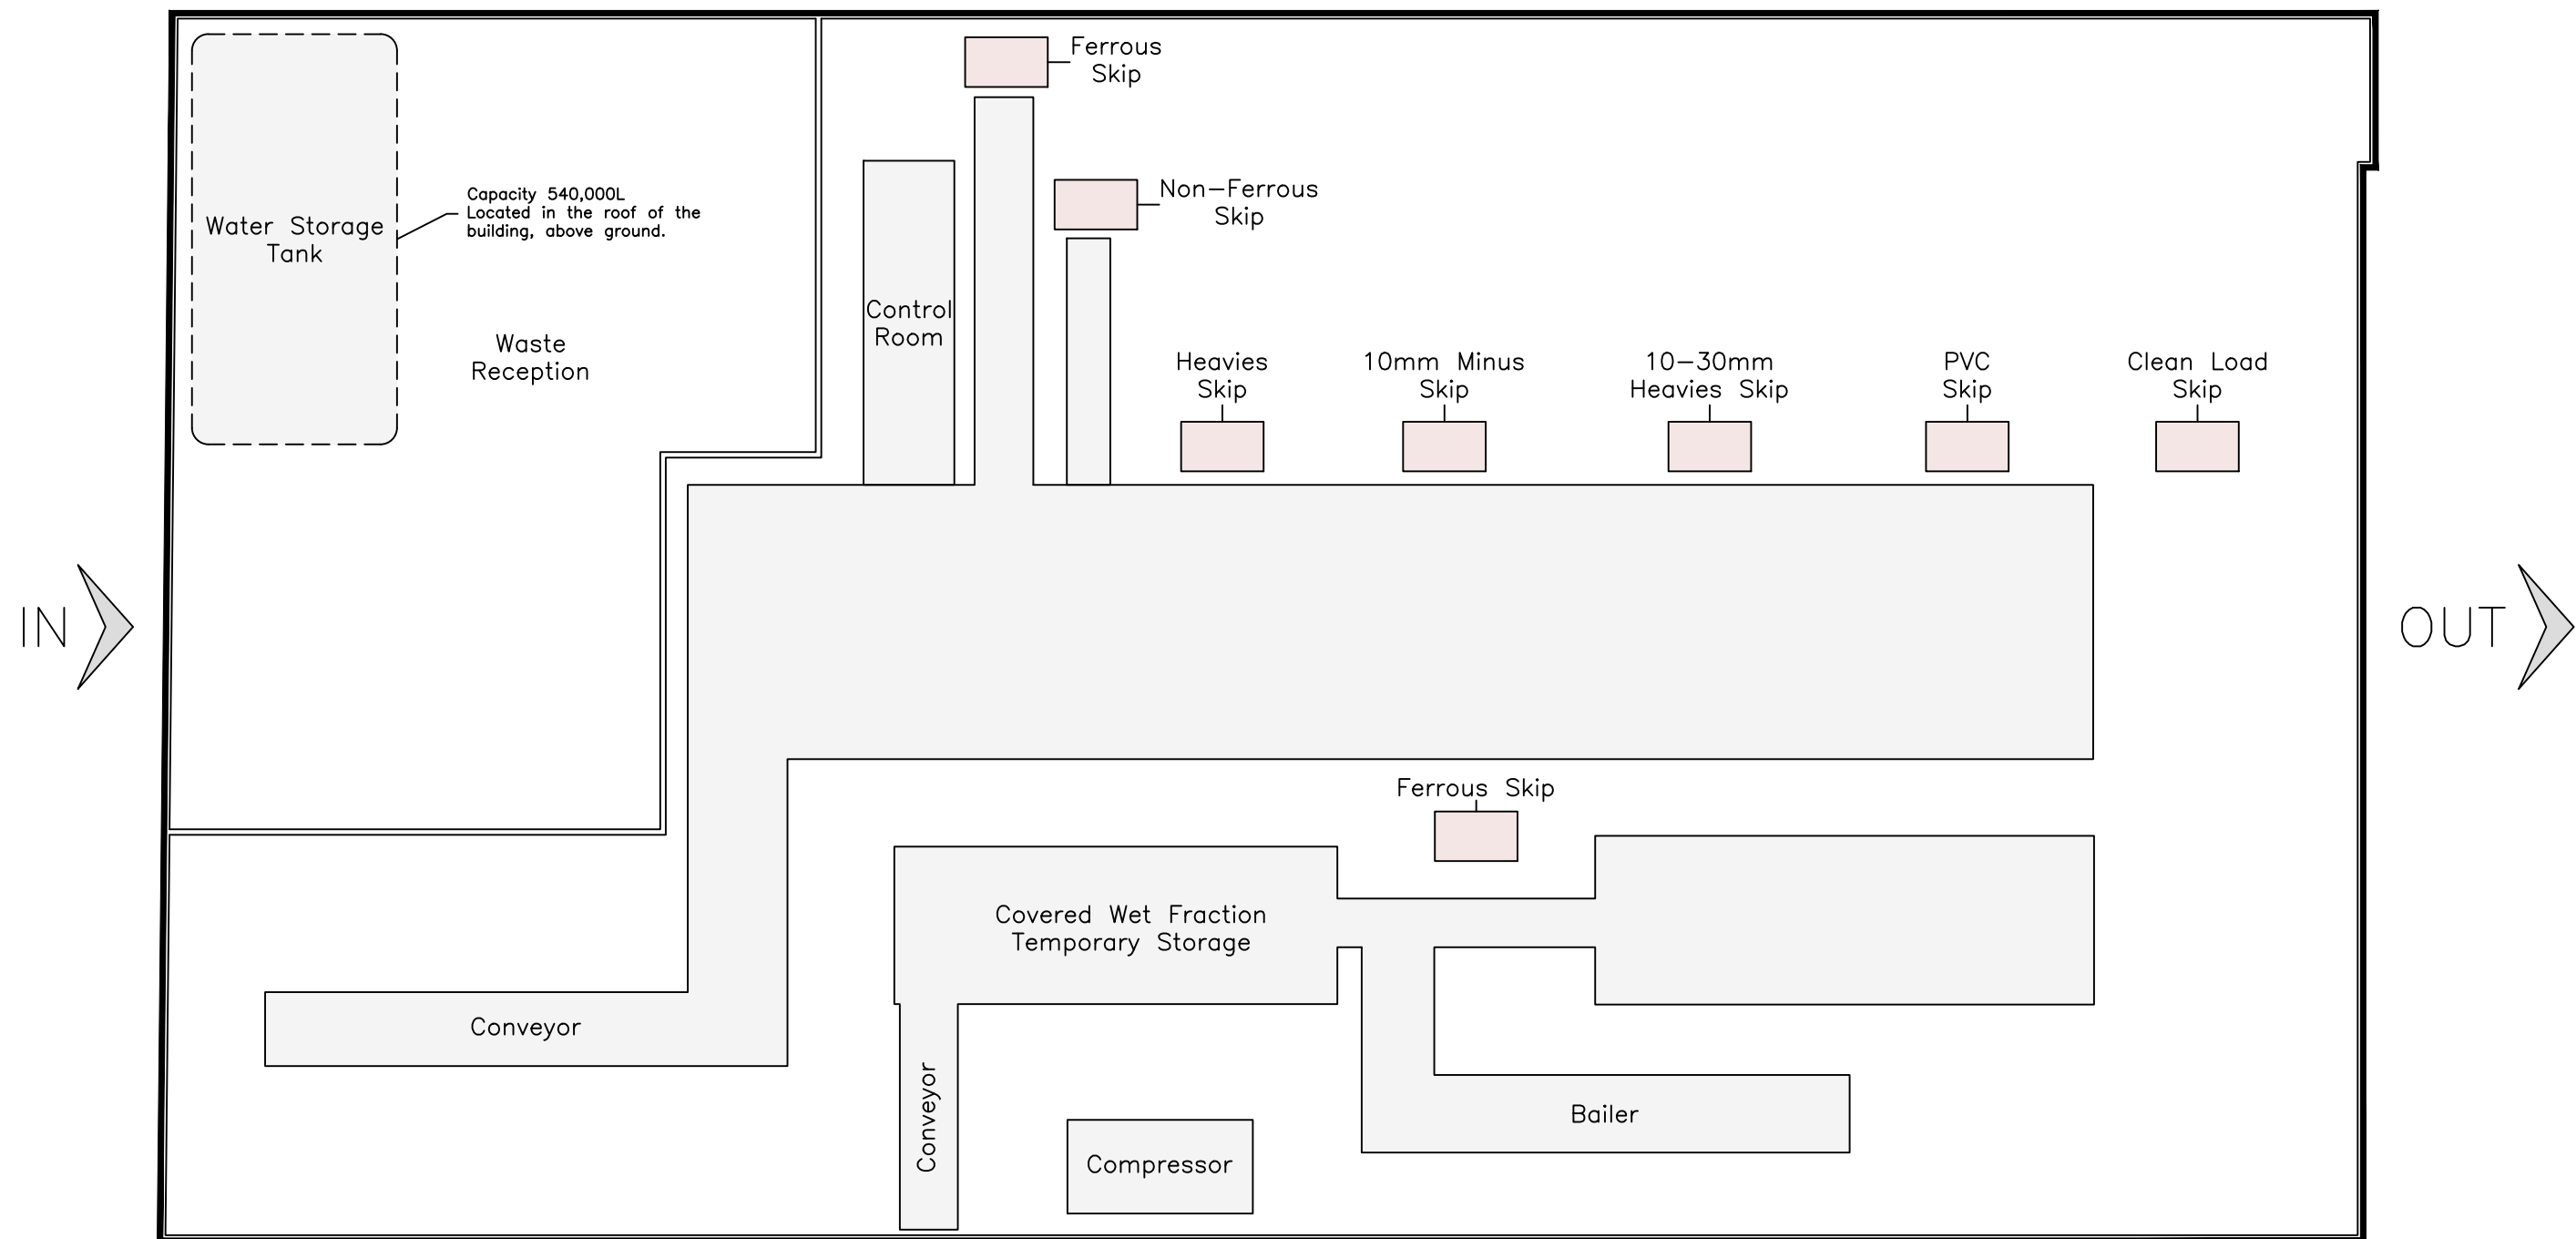 Ferrous
Skip
Non-Ferrous
Skip
Capacity 540,000L
Located in the roof of the
building, above ground.
Water Storage
Tank
Control
Room
Waste
Reception
Heavies
Skip
10mm Minus
Skip
10-30mm
Heavies Skip
PVC
Skip
Clean Load
Skip
IN
OUT
Ferrous Skip
Covered Wet Fraction
Temporary Storage
Conveyor
Conveyor
Bailer
Compressor